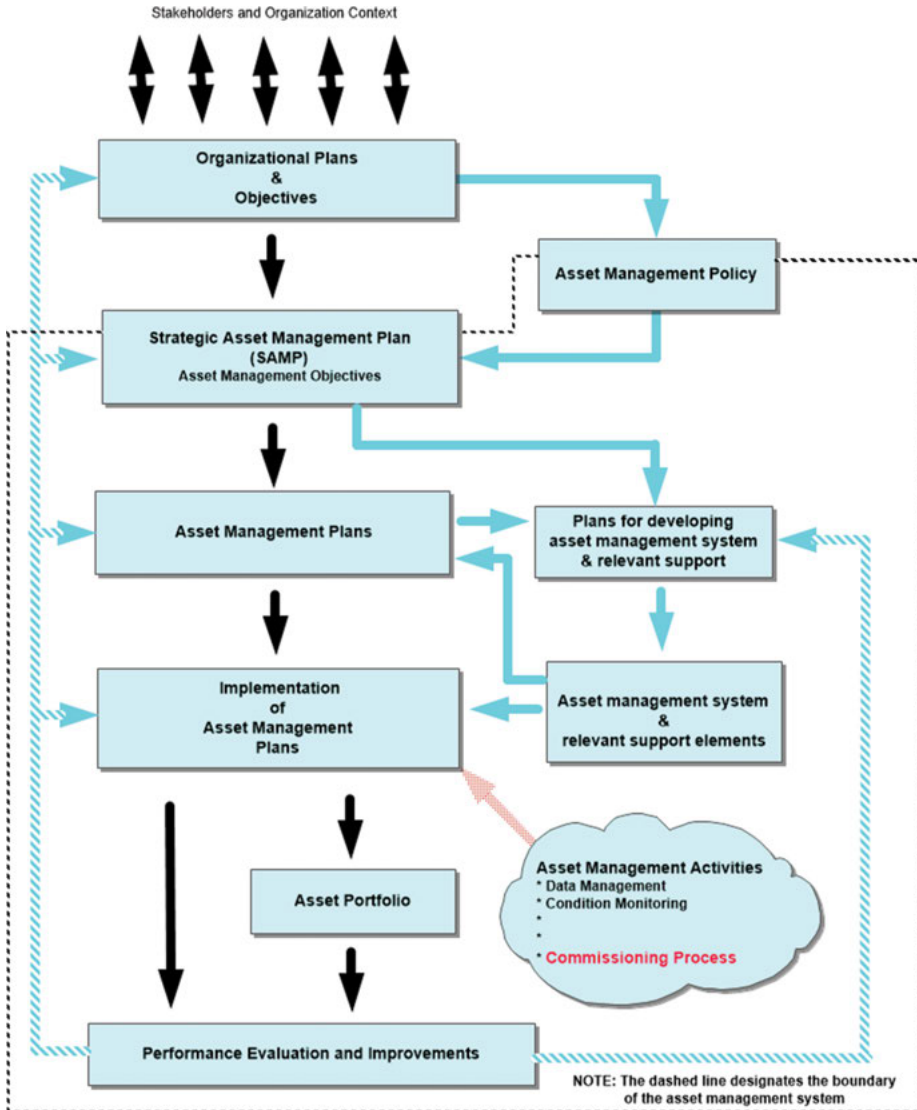 Stakeholders and Organization Context
Organizational Plans
&
Objectives
Asset Management Policy
Strategic Asset Management Plan
(SAMP)
Asset Management Objectives
Asset Management Plans
Plans for developing
asset management system
& relevant support
Implementation
of
Asset Management
Plans
Asset management system
&
relevant support elements
Asset Management Activities
* Data Management
* Condition Monitoring
*
*
* Commissioning Process
Asset Portfolio
Performance Evaluation and Improvements
NOTE: The dashed line designates the boundary
of the asset management system